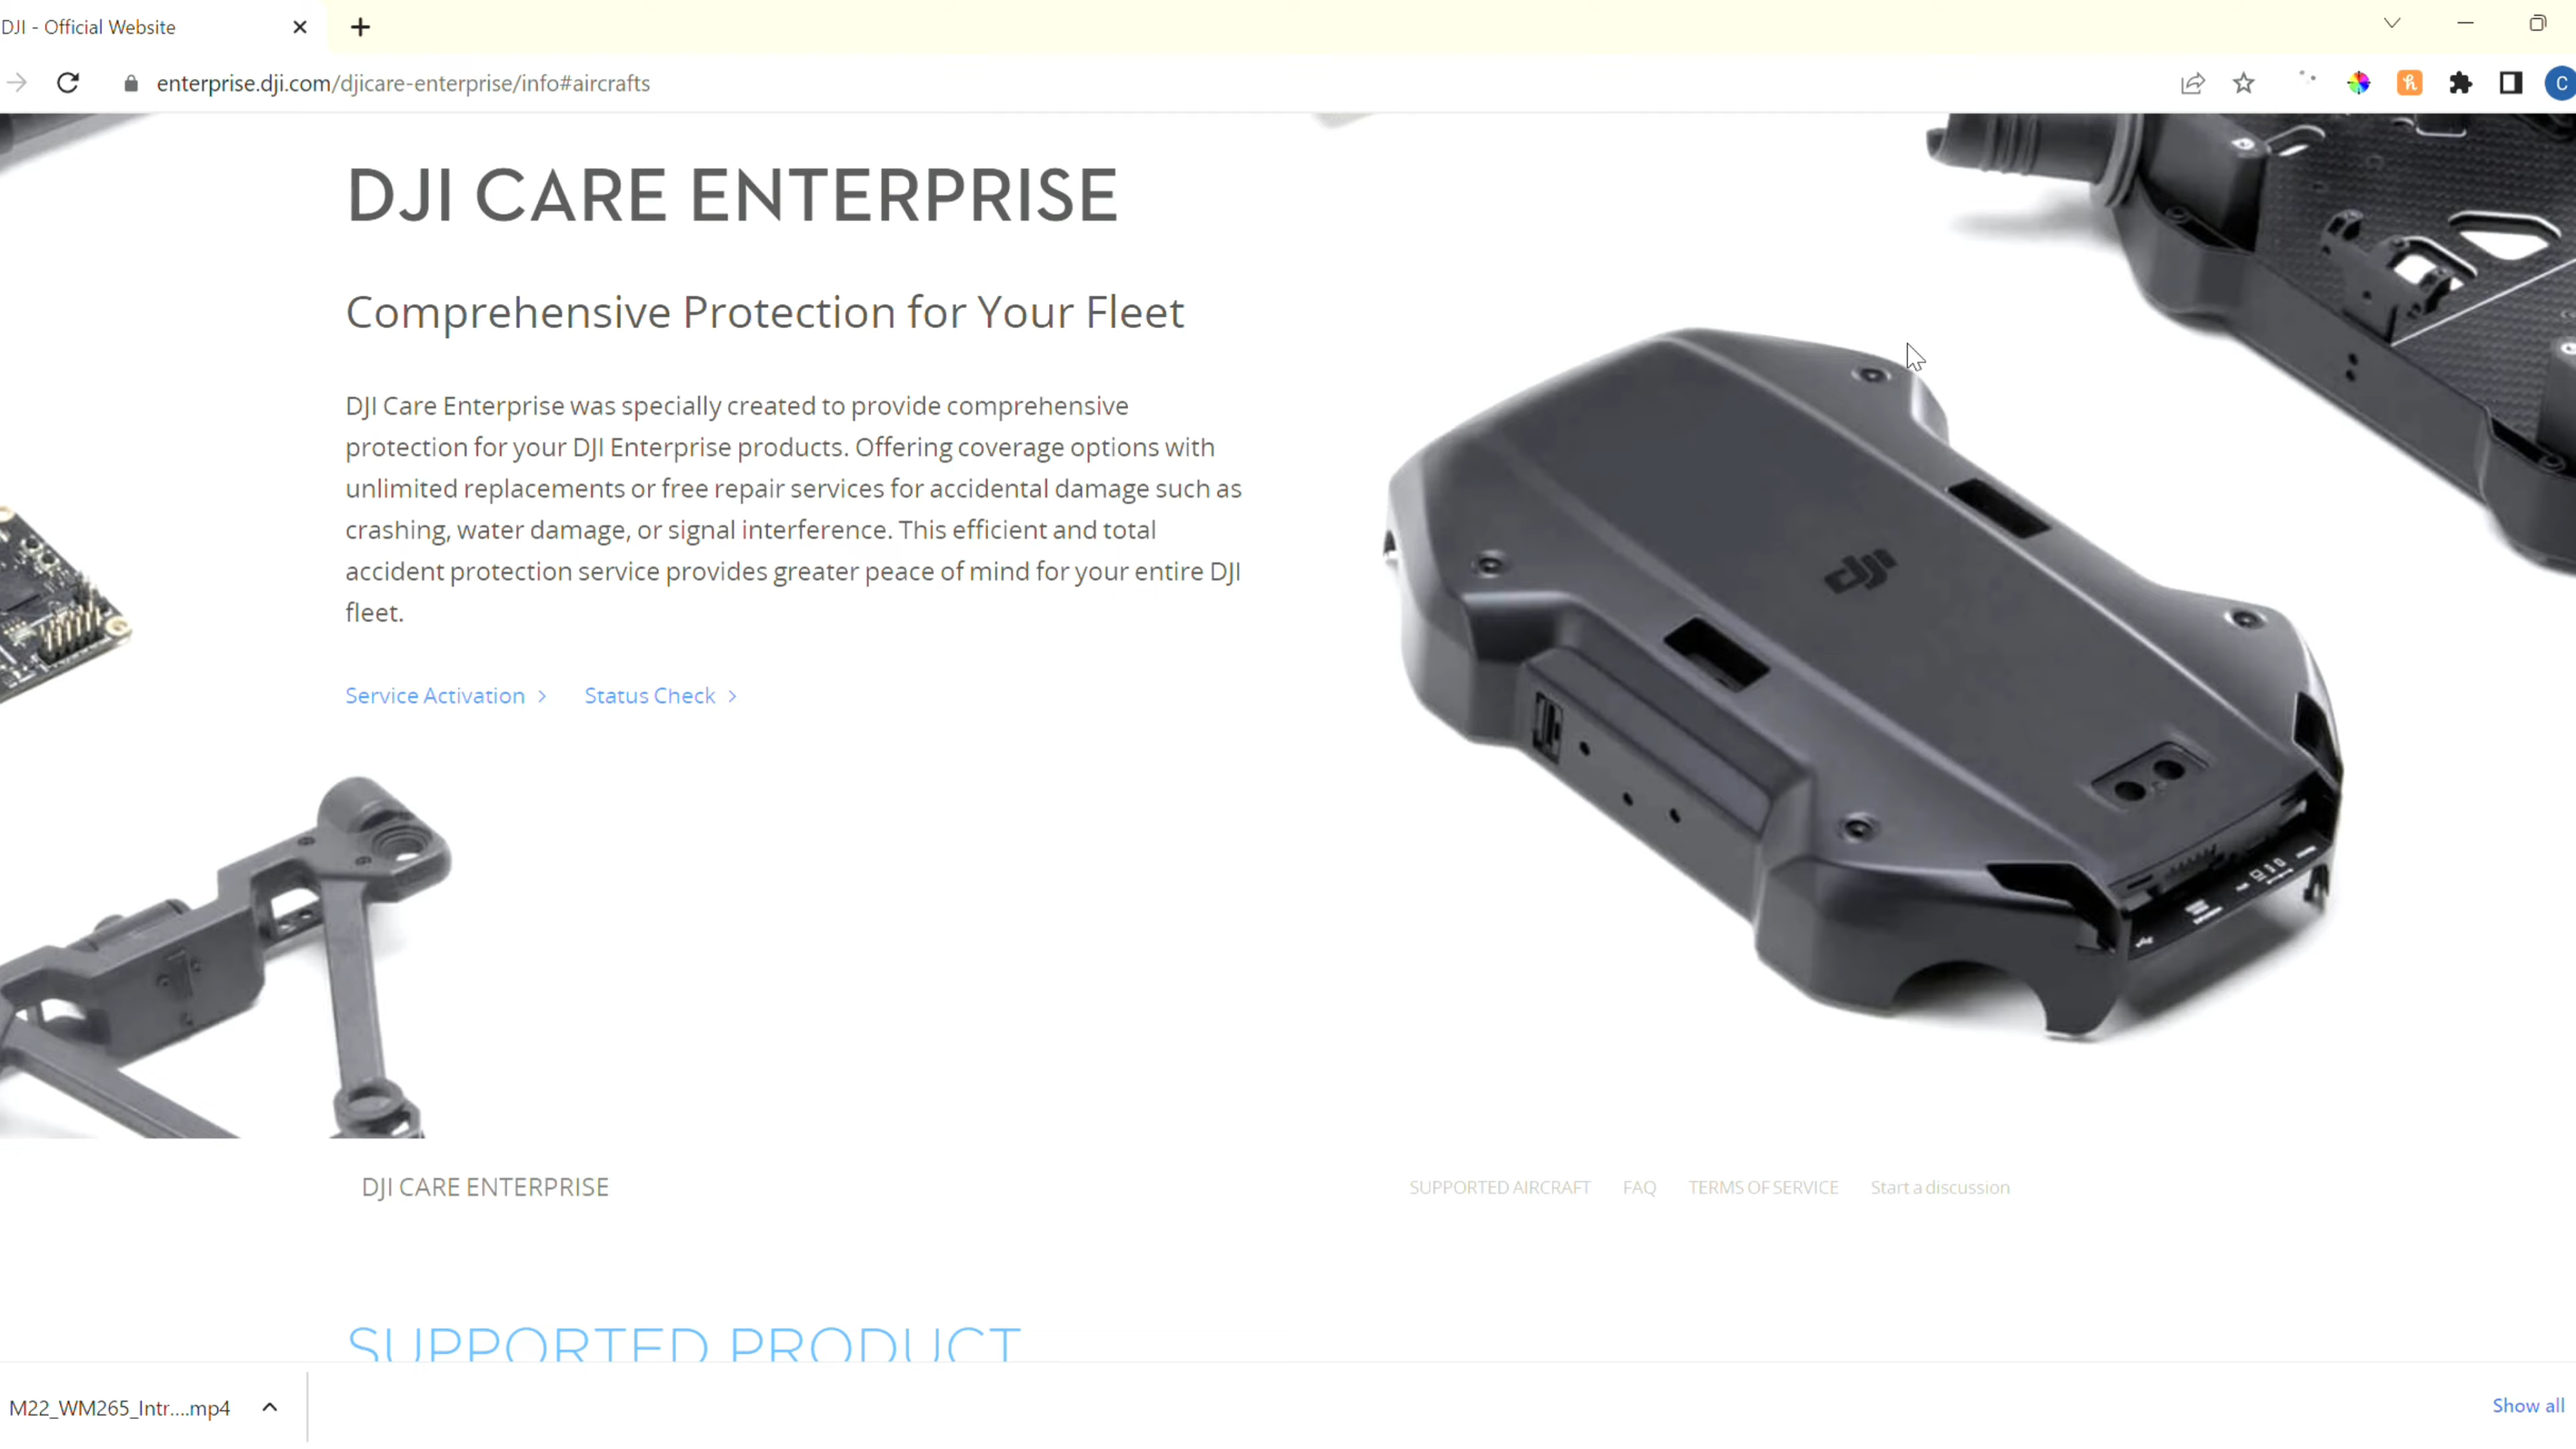 DJI - Official Website
enterprise.dji.com/djicare-enterprise/info#aircrafts
C
DJI CARE ENTERPRISE
Comprehensive Protection for Your Fleet
DJI Care Enterprise was specially created to provide comprehensive
protection for your DJI Enterprise products. Offering coverage options with
unlimited replacements or free repair services for accidental damage such as
crashing, water damage, or signal interference. This efficient and total
accident protection service provides greater peace of mind for your entire DJI
fleet.
Service Activation > Status Check >
dji
DJI CARE ENTERPRISE
SUPPORTED AIRCRAFT FAQ TERMS OF SERVICE Start a discussion
SUPPORTED PRODUCT
M22_WM265_Intr....mp4
Show all